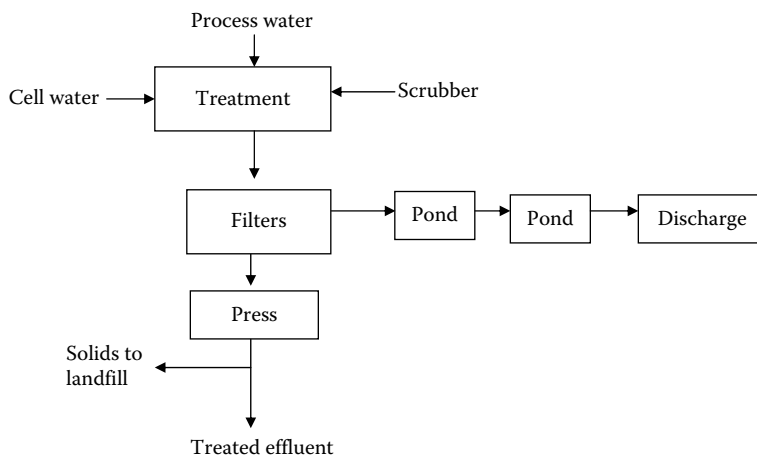 Process water
Cell water
Treatment
Scrubber
Filters
Pond
Pond
Discharge
Press
Solids to
landfill
Treated effluent